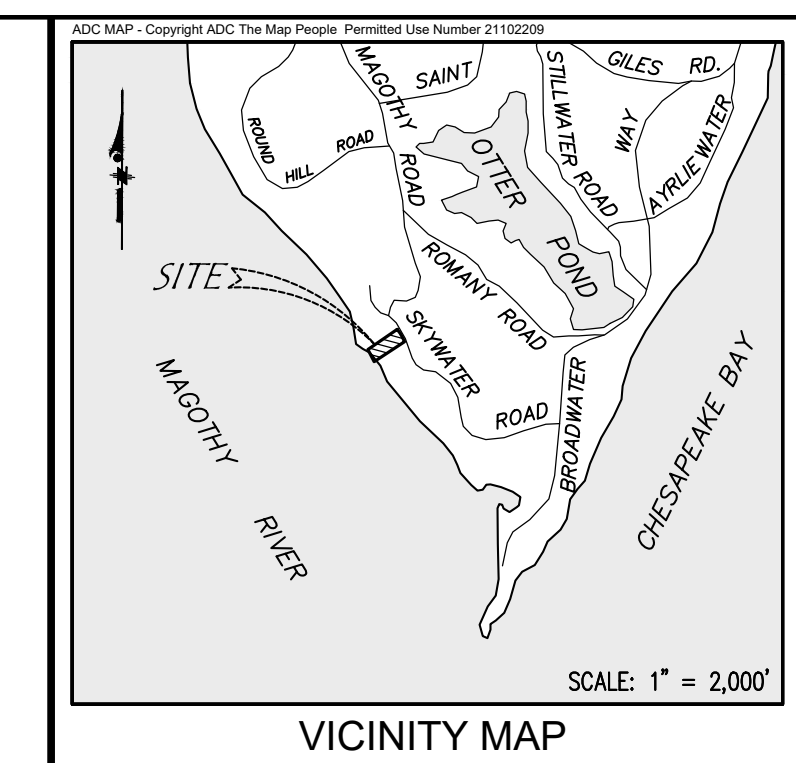 ADC MAP - Copyright ADC The Map People  Permitted Use Number 21102209
GILES RD.
SAINT
MAGOTHY ROAD
STILLWATER ROAD
WAY
AYRLIEWATER
ROUND HILL ROAD
OTTER POND
ROMANY ROAD
SITE
SKYWATER ROAD
BROADWATER
MAGOTHY RIVER
CHESAPEAKE BAY
SCALE: 1" = 2,000'
VICINITY MAP